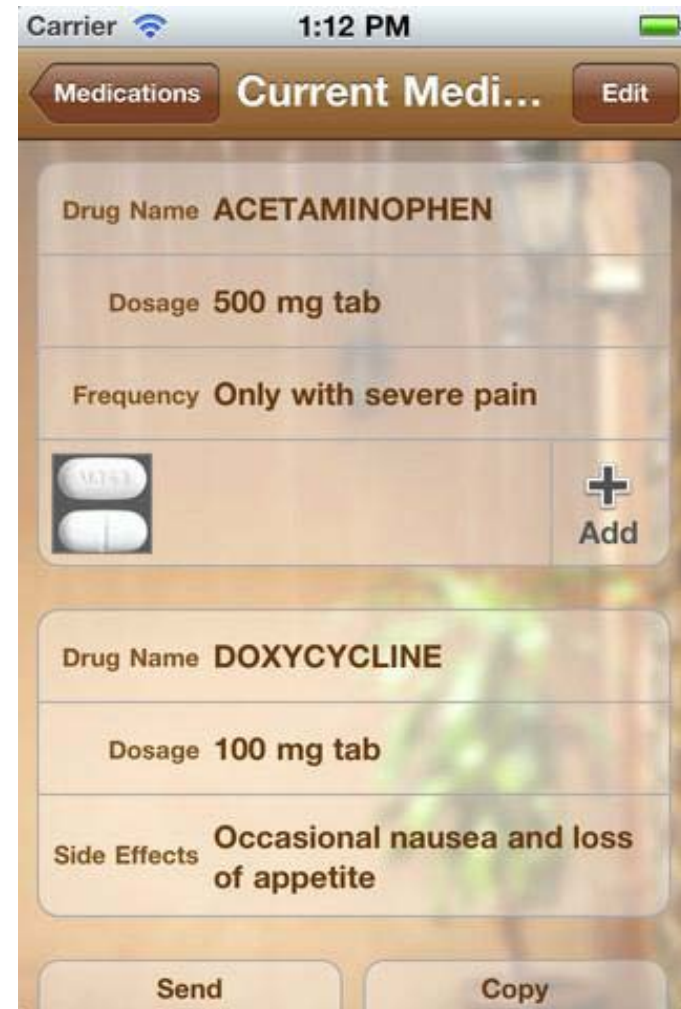 Carrier 1:12 PM
Medications Current Medi... Edit
Drug Name ACETAMINOPHEN
Dosage 500 mg tab
Frequency Only with severe pain
Add
Drug Name DOXYCYCLINE
Dosage 100 mg tab
Side Effects Occasional nausea and loss
of appetite
Send Copy